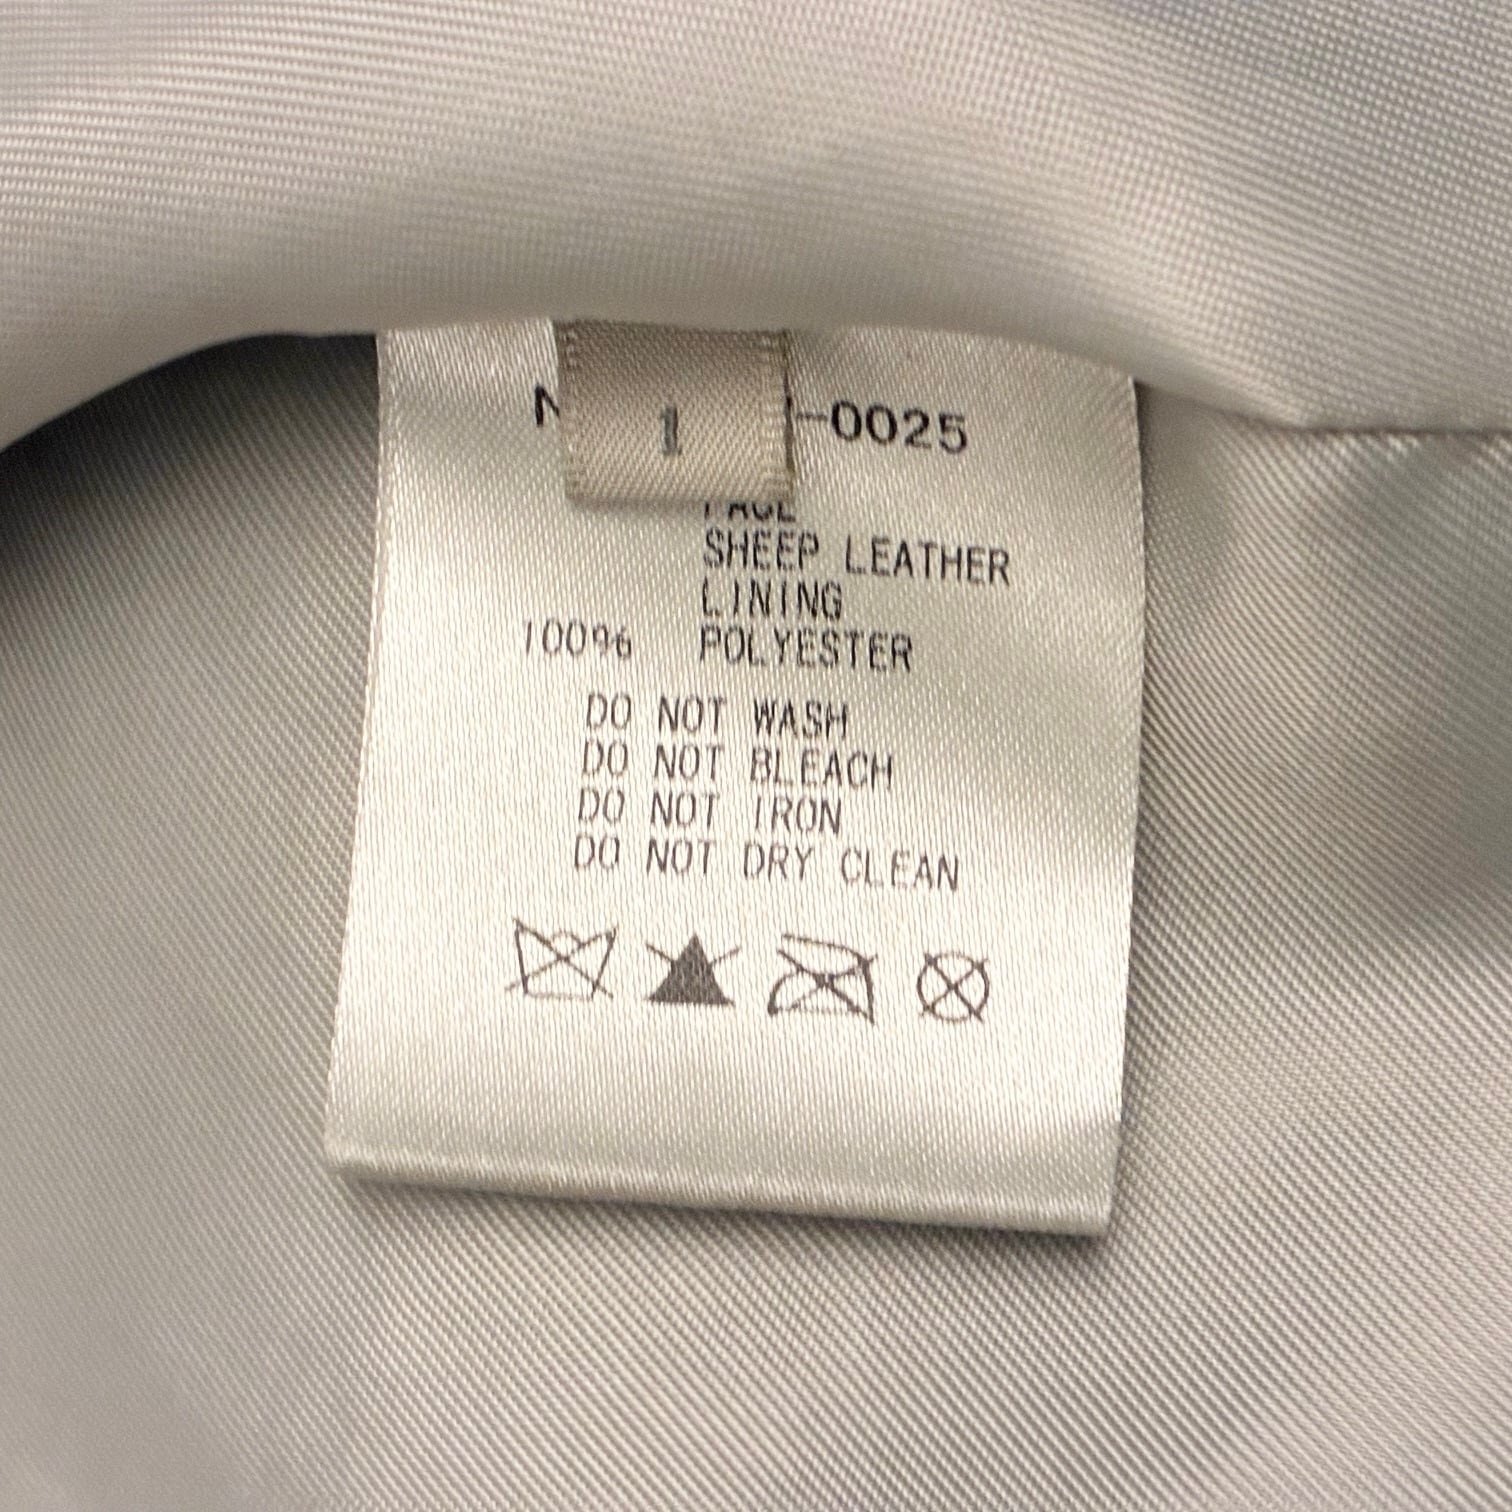 1
-0025
SHEEP LEATHER
LINING
100% POLYESTER
DO NOT WASH
DO NOT BLEACH
DO NOT IRON
DO NOT DRY CLEAN